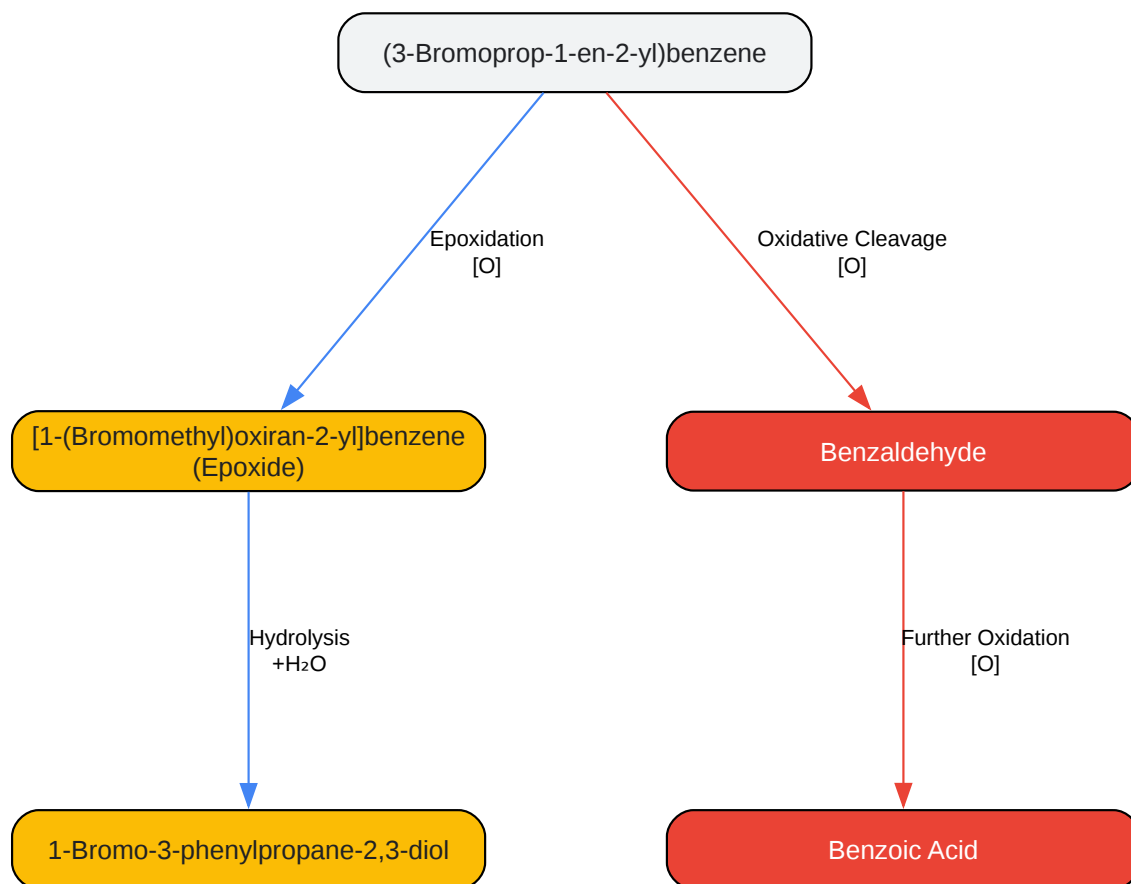 (3-Bromoprop-1-en-2-yl)benzene
Epoxidation
[O]
Oxidative Cleavage
[O]
[1-(Bromomethyl)oxiran-2-yl]benzene
(Epoxide)
Benzaldehyde
Hydrolysis
+H₂O
Further Oxidation
[O]
1-Bromo-3-phenylpropane-2,3-diol
Benzoic Acid